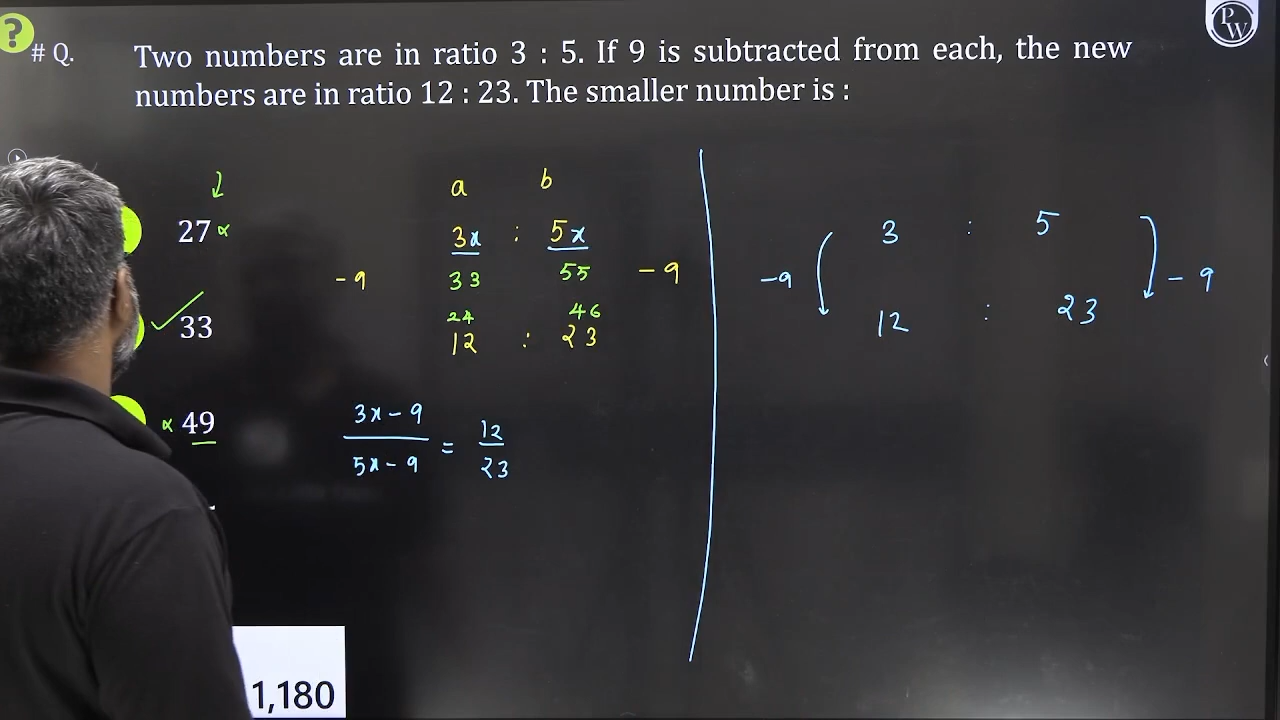 ?
# Q.
Two numbers are in ratio 3 : 5. If 9 is subtracted from each, the new
numbers are in ratio 12 : 23. The smaller number is :
PW
27 ×
33
× 49
a b
3x : 5x
-9 33 55 -9
24 46
12 : 23
3x - 9 / 5x - 9 = 12 / 23
3 : 5
-9 -9
12 : 23
1,180